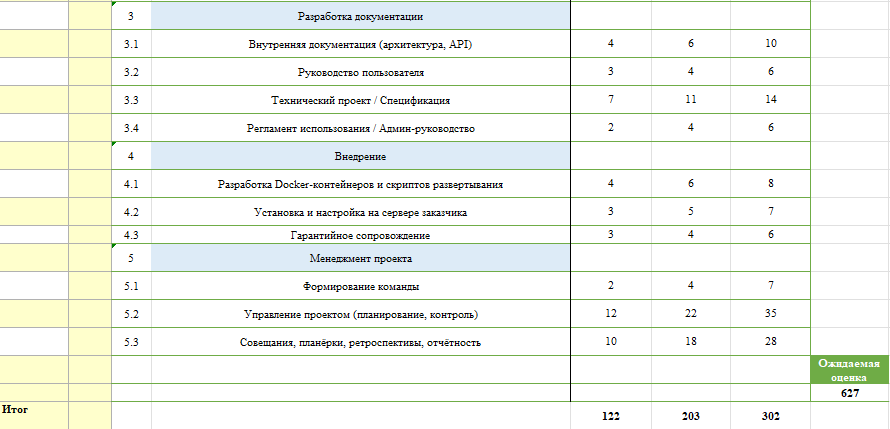 3 Разработка документации
3.1 Внутренняя документация (архитектура, API) 4 6 10
3.2 Руководство пользователя 3 4 6
3.3 Технический проект / Спецификация 7 11 14
3.4 Регламент использования / Админ-руководство 2 4 6
4 Внедрение
4.1 Разработка Docker-контейнеров и скриптов развертывания 4 6 8
4.2 Установка и настройка на сервере заказчика 3 5 7
4.3 Гарантийное сопровождение 3 4 6
5 Менеджмент проекта
5.1 Формирование команды 2 4 7
5.2 Управление проектом (планирование, контроль) 12 22 35
5.3 Совещания, планёрки, ретроспективы, отчётность 10 18 28
Ожидаемая
оценка
627
Итог 122 203 302